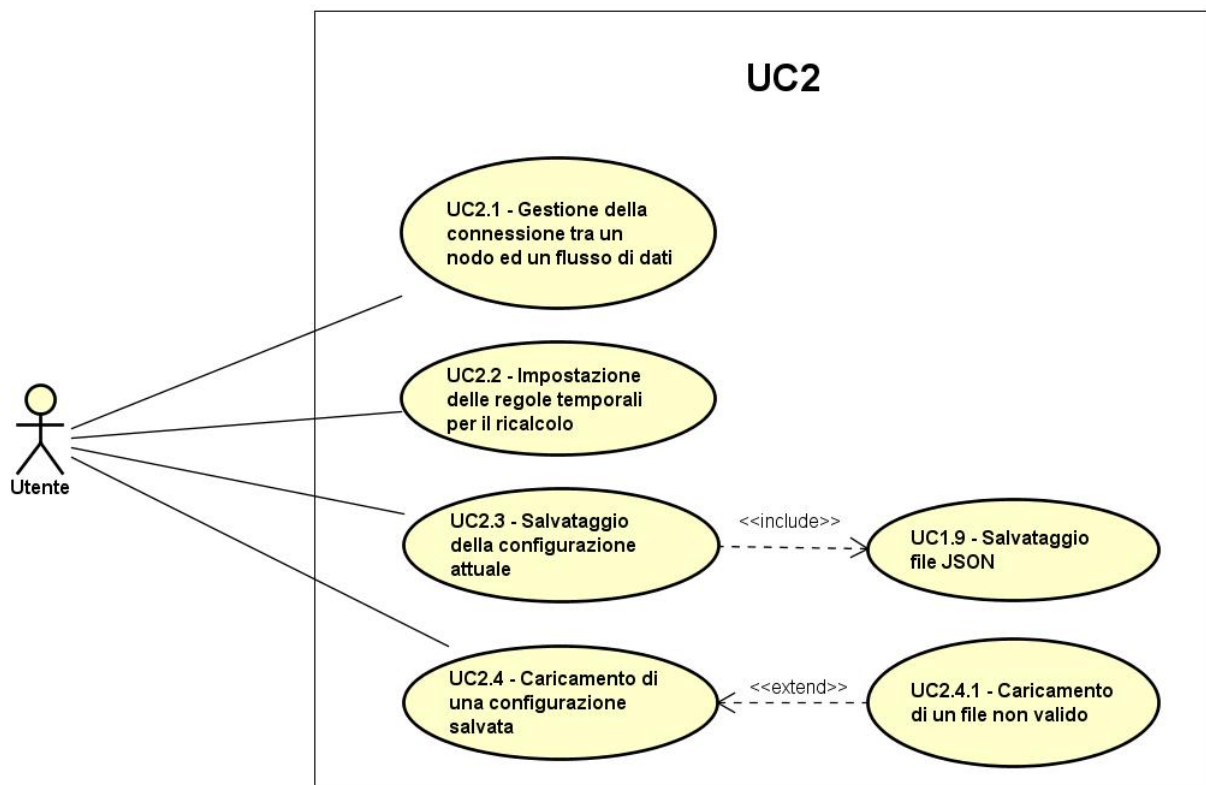 UC2
UC2.1 - Gestione della
connessione tra un
nodo ed un flusso di dati
UC2.2 - Impostazione
delle regole temporali
per il ricalcolo
Utente
UC2.3 - Salvataggio
della configurazione
attuale
<<include>>
UC1.9 - Salvataggio
file JSON
UC2.4 - Caricamento di
una configurazione
salvata
<<extend>>
UC2.4.1 - Caricamento
di un file non valido